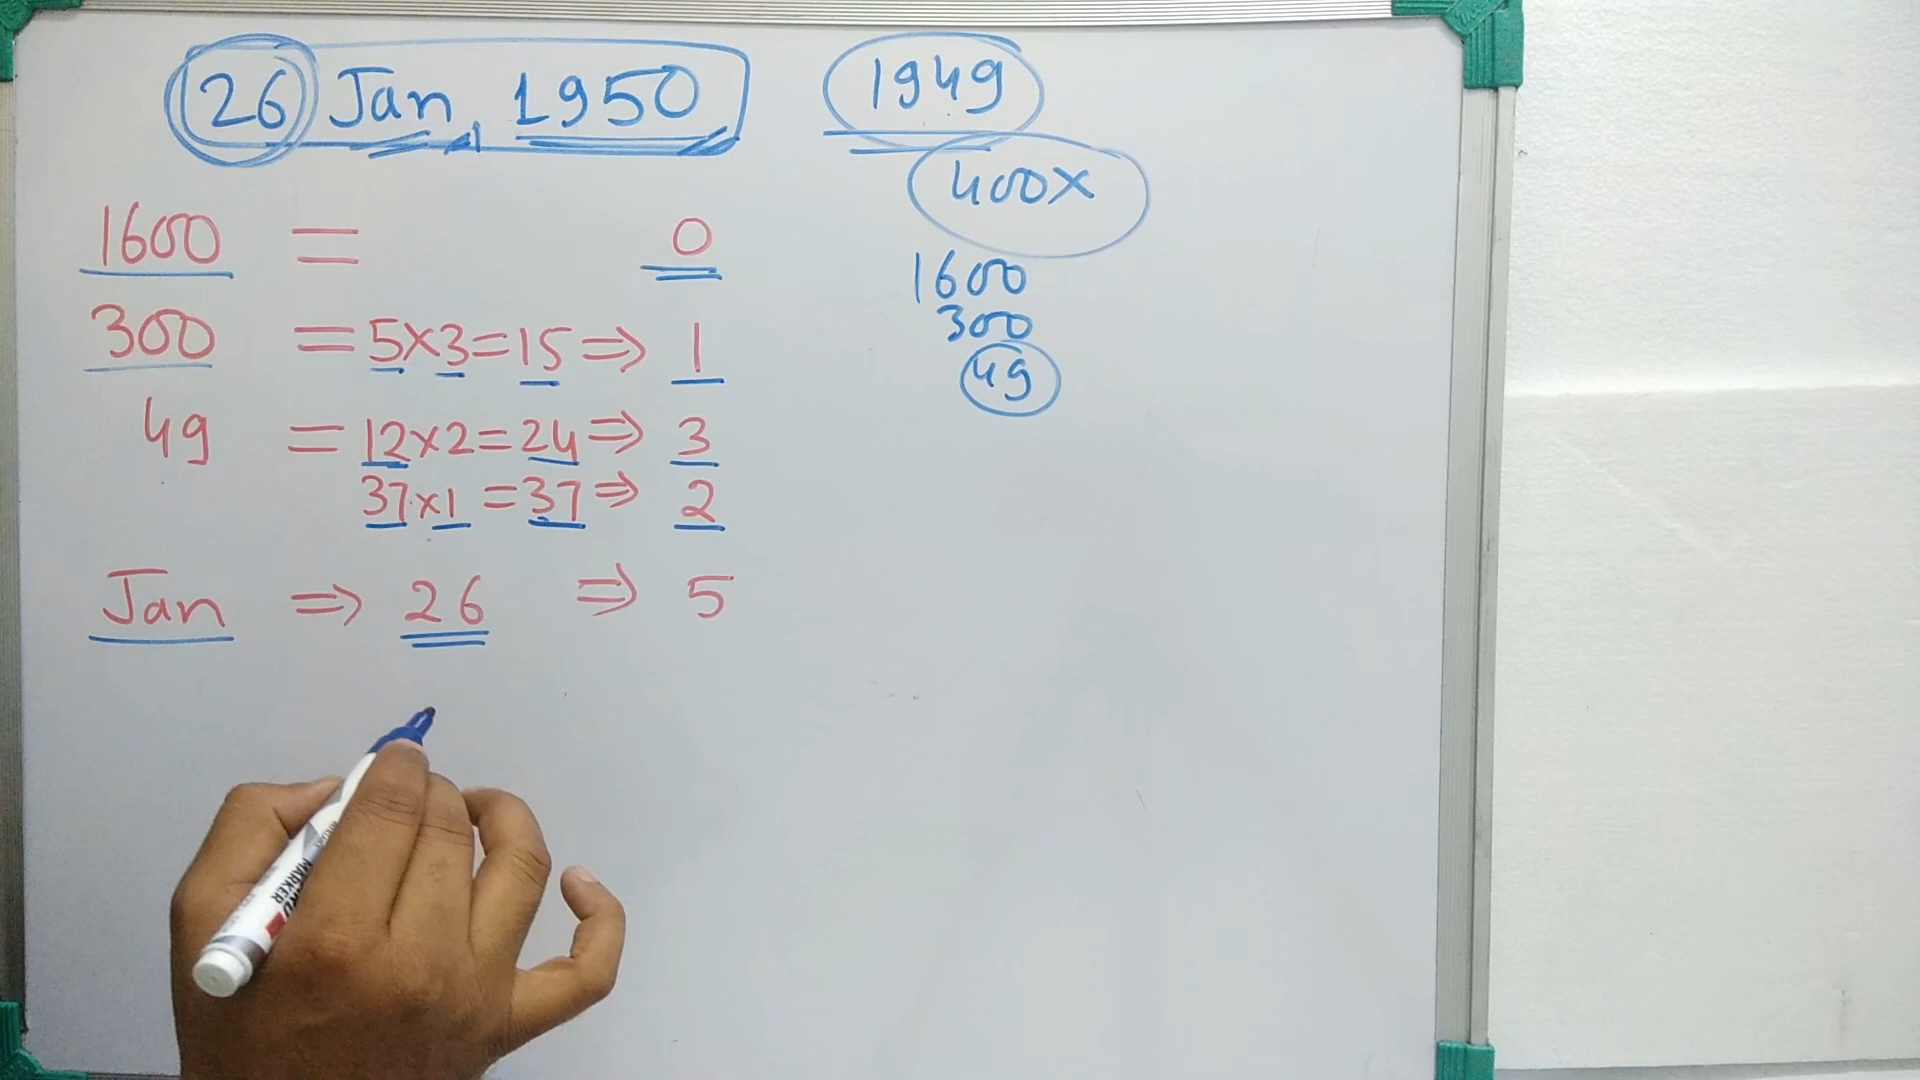 26 Jan, 1950
1949
400x
1600 = 0
300 = 5x3=15 ⇒ 1
49 = 12x2=24 ⇒ 3
37x1 =37 ⇒ 2
Jan ⇒ 26 ⇒ 5
1600
300
49
MARKER